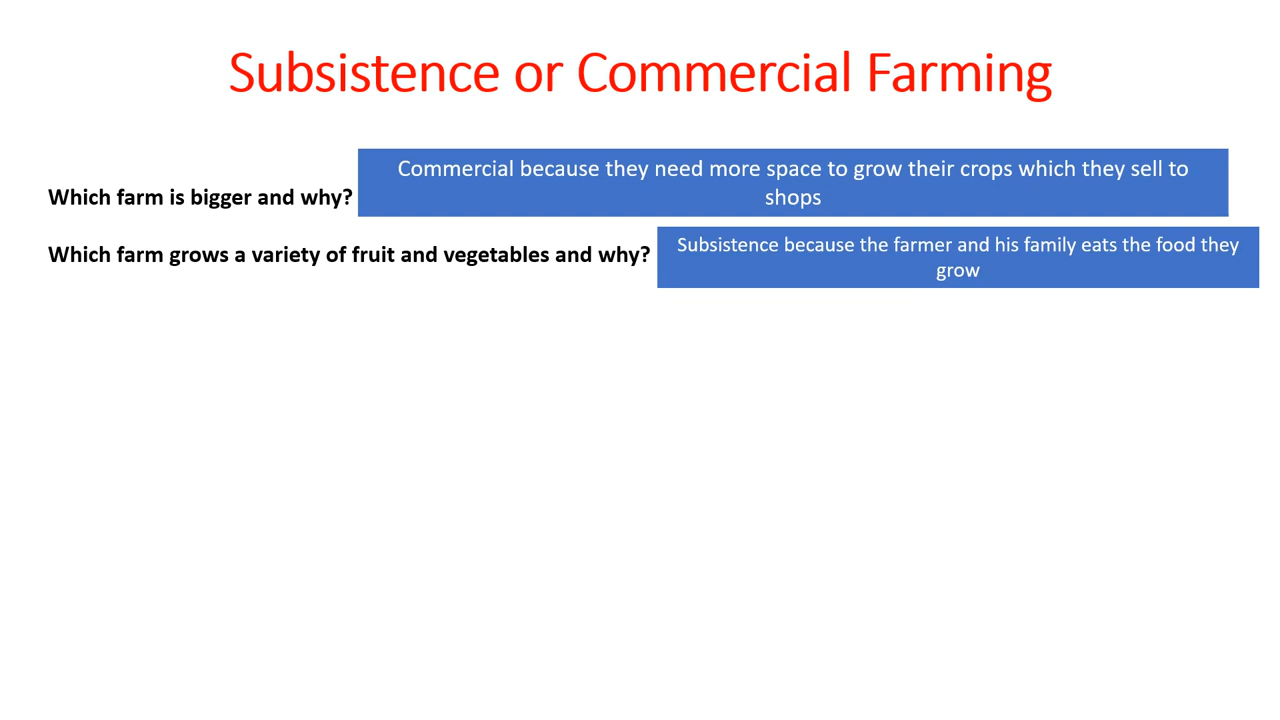 Subsistence or Commercial Farming
Commercial because they need more space to grow their crops which they sell to
shops
Which farm is bigger and why?
Subsistence because the farmer and his family eats the food they
grow
Which farm grows a variety of fruit and vegetables and why?